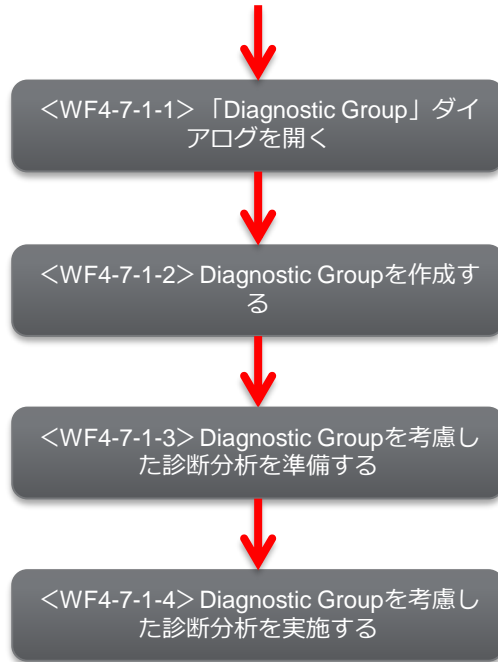 <WF4-7-1-1>「Diagnostic Group」ダイ
アログを開く
<WF4-7-1-2> Diagnostic Groupを作成す
る
<WF4-7-1-3> Diagnostic Groupを考慮し
た診断分析を準備する
<WF4-7-1-4> Diagnostic Groupを考慮し
た診断分析を実施する